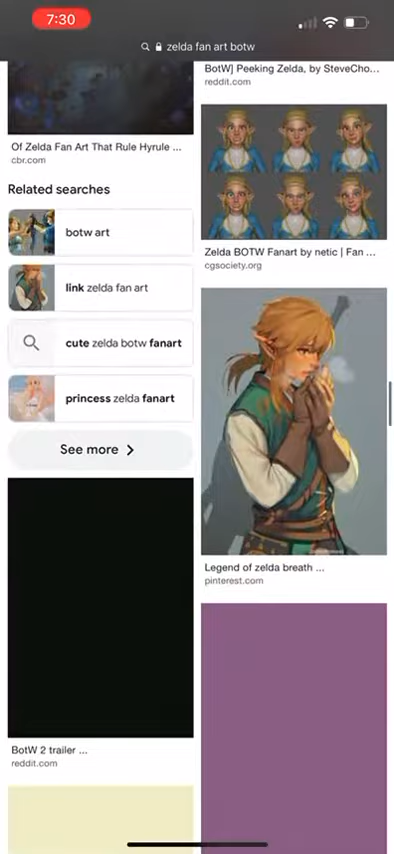 7:30
zelda fan art botw
Of Zelda Fan Art That Rule Hyrule ...
cbr.com
Related searches
botw art
link zelda fan art
cute zelda botw fanart
princess zelda fanart
See more
BotW 2 trailer ...
reddit.com
BotW] Peeking Zelda, by SteveCho...
reddit.com
Zelda BOTW Fanart by netic | Fan ...
cgsociety.org
Legend of zelda breath ...
pinterest.com